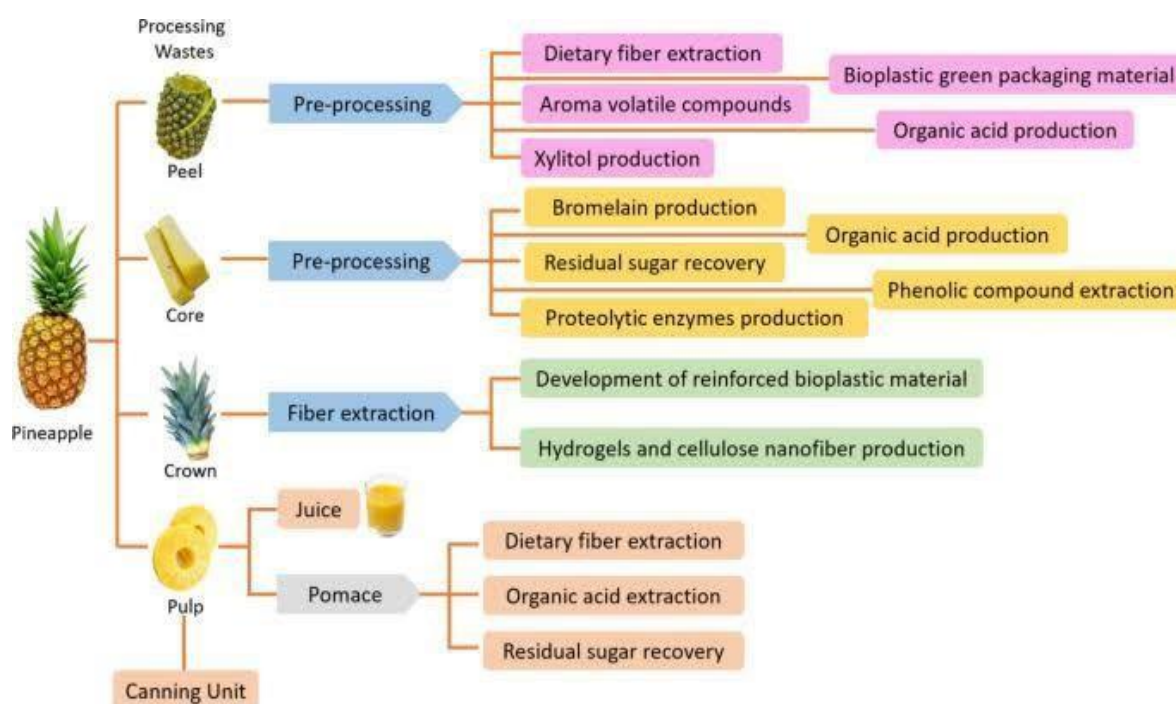 Processing
Wastes
Peel
Pre-processing
Dietary fiber extraction
Bioplastic green packaging material
Aroma volatile compounds
Organic acid production
Xylitol production
Core
Pre-processing
Bromelain production
Organic acid production
Residual sugar recovery
Phenolic compound extraction
Proteolytic enzymes production
Pineapple
Crown
Fiber extraction
Development of reinforced bioplastic material
Hydrogels and cellulose nanofiber production
Pulp
Juice
Pomace
Dietary fiber extraction
Organic acid extraction
Residual sugar recovery
Canning Unit